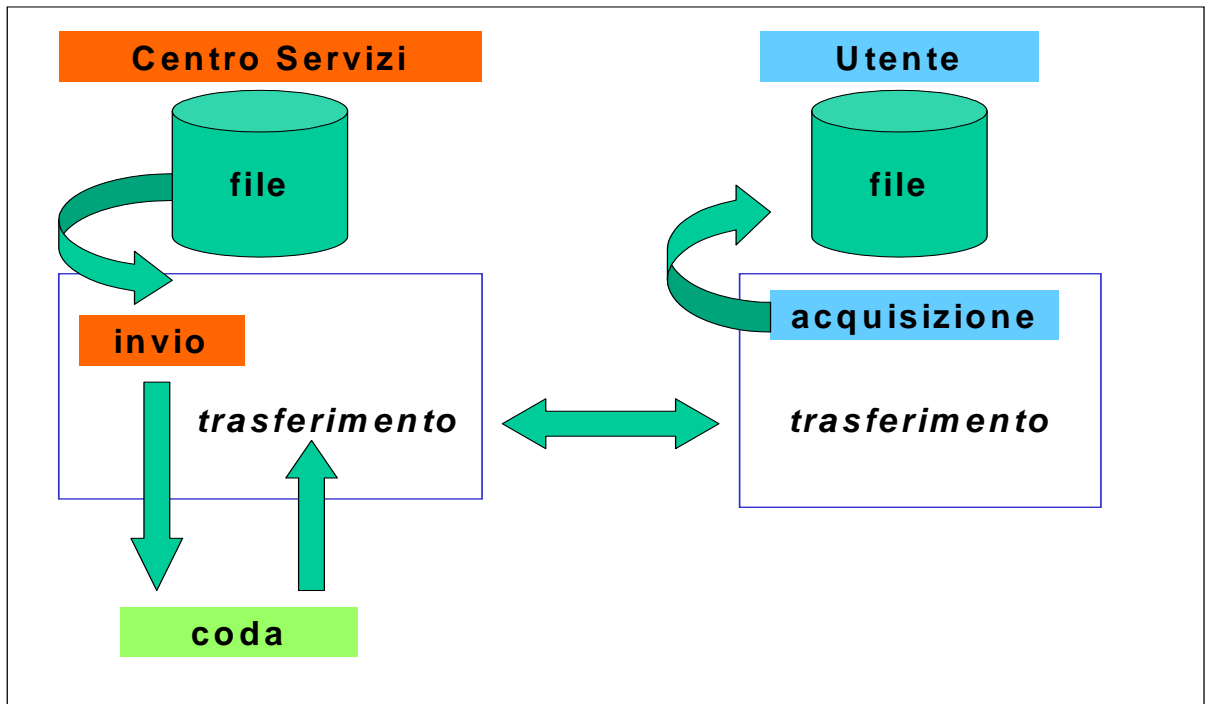 Centro Servizi
Utente
file
file
invio
acquisizione
trasferimento
trasferimento
coda